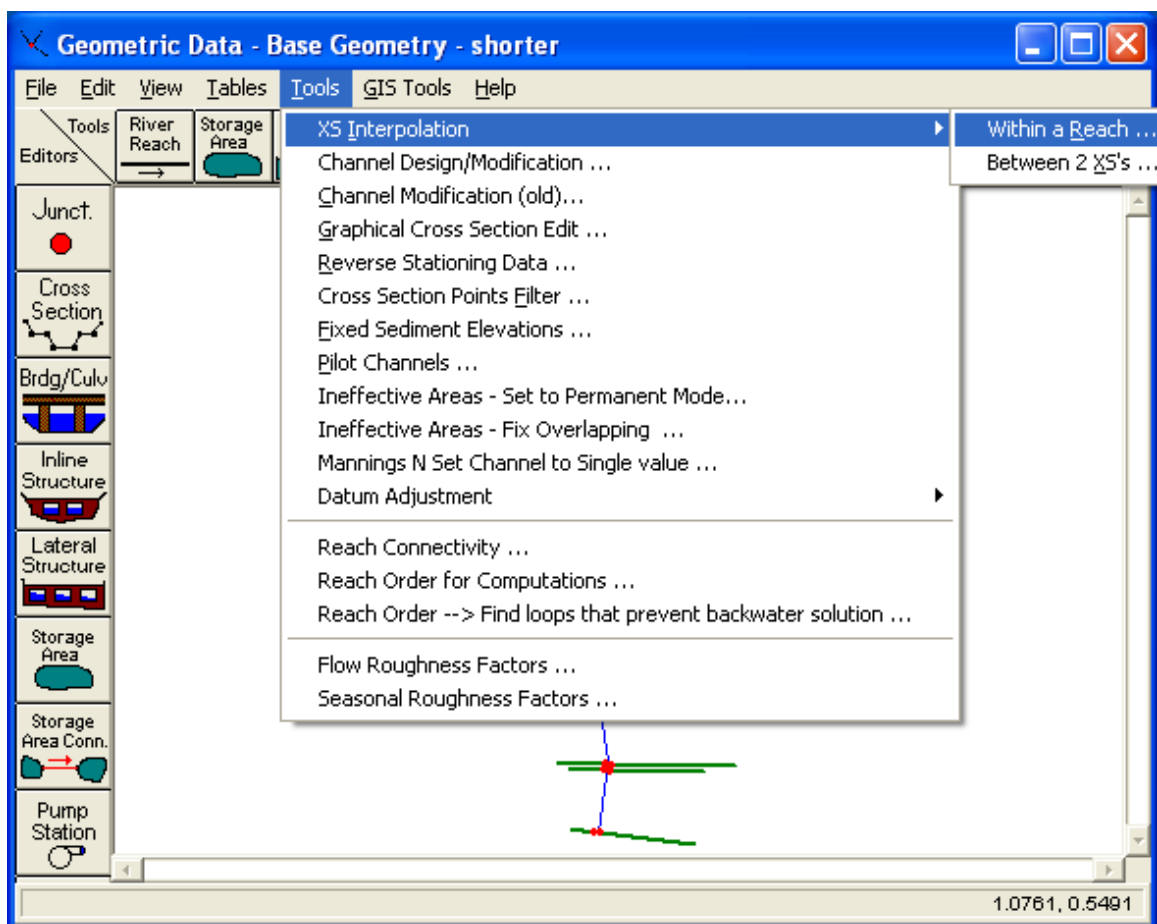 Geometric Data - Base Geometry - shorter
File Edit View Tables Tools GIS Tools Help
Tools
Editors
River
Reach
Storage
Area
XS Interpolation
Within a Reach ...
Between 2 XS's ...
Channel Design/Modification ...
Channel Modification (old)...
Graphical Cross Section Edit ...
Reverse Stationing Data ...
Cross Section Points Filter ...
Fixed Sediment Elevations ...
Pilot Channels ...
Ineffective Areas - Set to Permanent Mode...
Ineffective Areas - Fix Overlapping ...
Mannings N Set Channel to Single value ...
Datum Adjustment
Reach Connectivity ...
Reach Order for Computations ...
Reach Order --> Find loops that prevent backwater solution ...
Flow Roughness Factors ...
Seasonal Roughness Factors ...
Junct.
Cross
Section
Brdg/Culv
Inline
Structure
Lateral
Structure
Storage
Area
Storage
Area Conn.
Pump
Station
1.0761, 0.5491